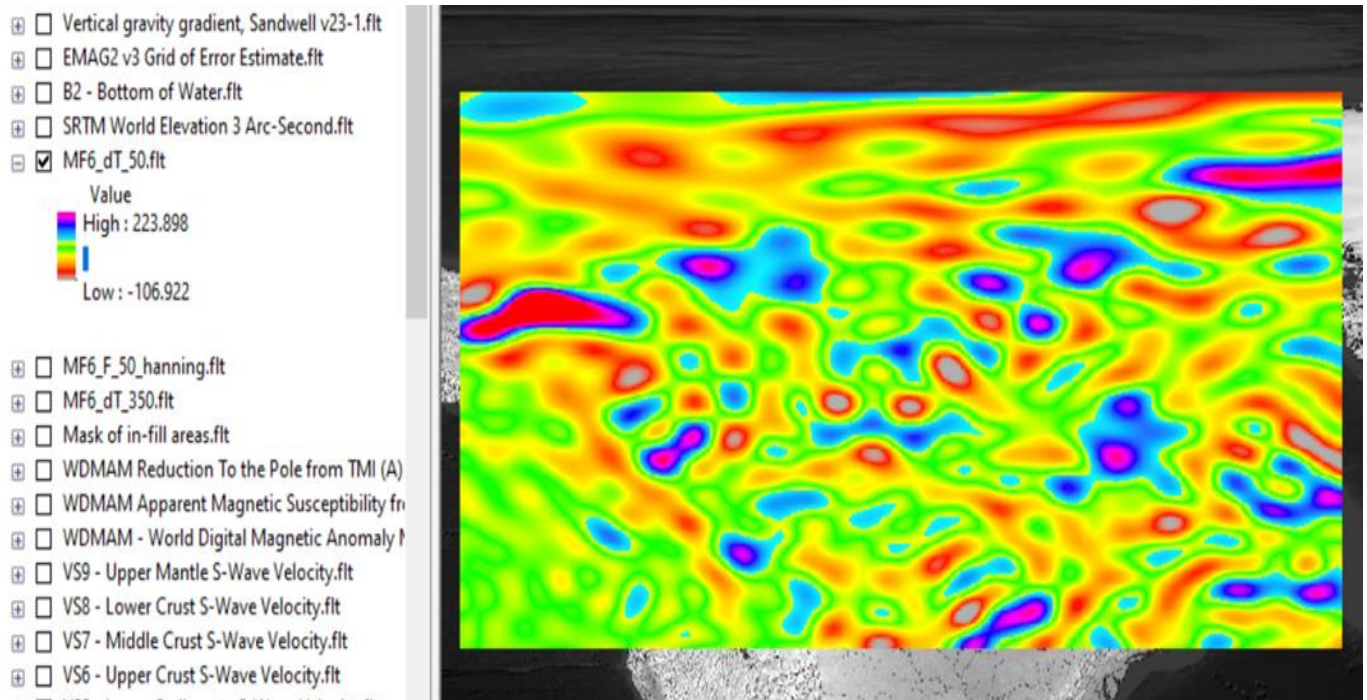 Vertical gravity gradient, Sandwell v23-1.flt
EMAG2 v3 Grid of Error Estimate.flt
B2 - Bottom of Water.flt
SRTM World Elevation 3 Arc-Second.flt
MF6_dT_50.flt
Value
High : 223.898
Low : -106.922
MF6_F_50_hanning.flt
MF6_dT_350.flt
Mask of in-fill areas.flt
WDMAM Reduction To the Pole from TMI (A)
WDMAM Apparent Magnetic Susceptibility fr
WDMAM - World Digital Magnetic Anomaly
VS9 - Upper Mantle S-Wave Velocity.flt
VS8 - Lower Crust S-Wave Velocity.flt
VS7 - Middle Crust S-Wave Velocity.flt
VS6 - Upper Crust S-Wave Velocity.flt